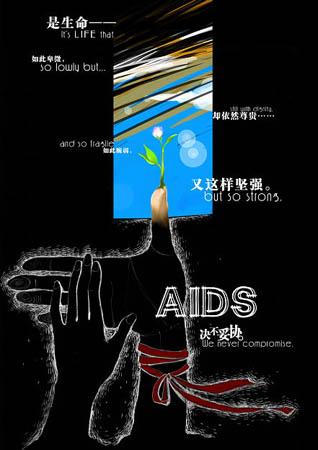 是生命——
It's LIFE that
如此卑微，
so lowly but...
still with dignity.
却依然尊贵……
and so fragile
如此脆弱，
又这样坚强。
but so strong.
AIDS
决不妥协
We never compromise.